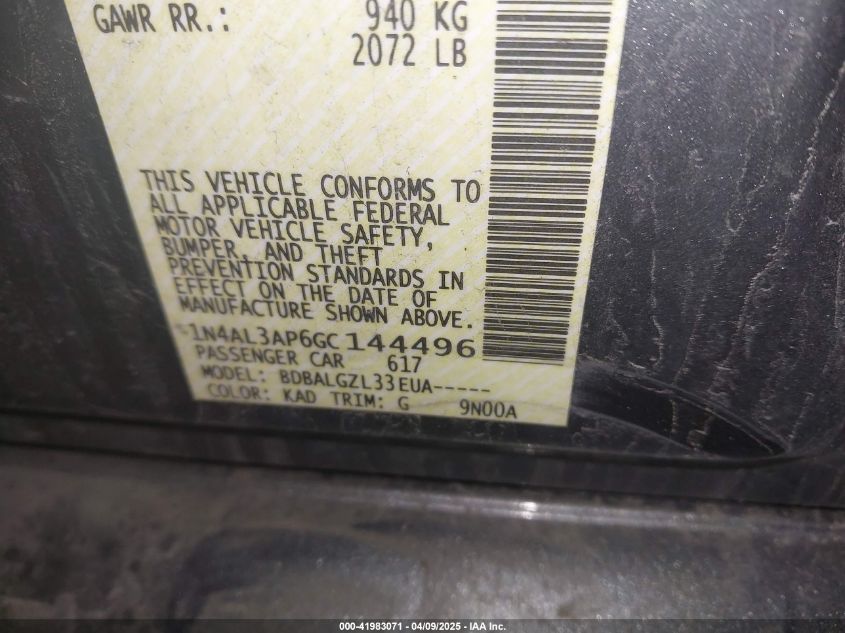 GAWR RR.: 940 KG
2072 LB
THIS VEHICLE CONFORMS TO
ALL APPLICABLE FEDERAL
MOTOR VEHICLE SAFETY,
BUMPER, AND THEFT
PREVENTION STANDARDS IN
EFFECT ON THE DATE OF
MANUFACTURE SHOWN ABOVE.
1N4AL3AP6GC144496
PASSENGER CAR 617
MODEL: BDBALGZL33EUA-----
COLOR: KAD TRIM: G 9N00A
000-41983071 | 04/09/2025 - IAA Inc.